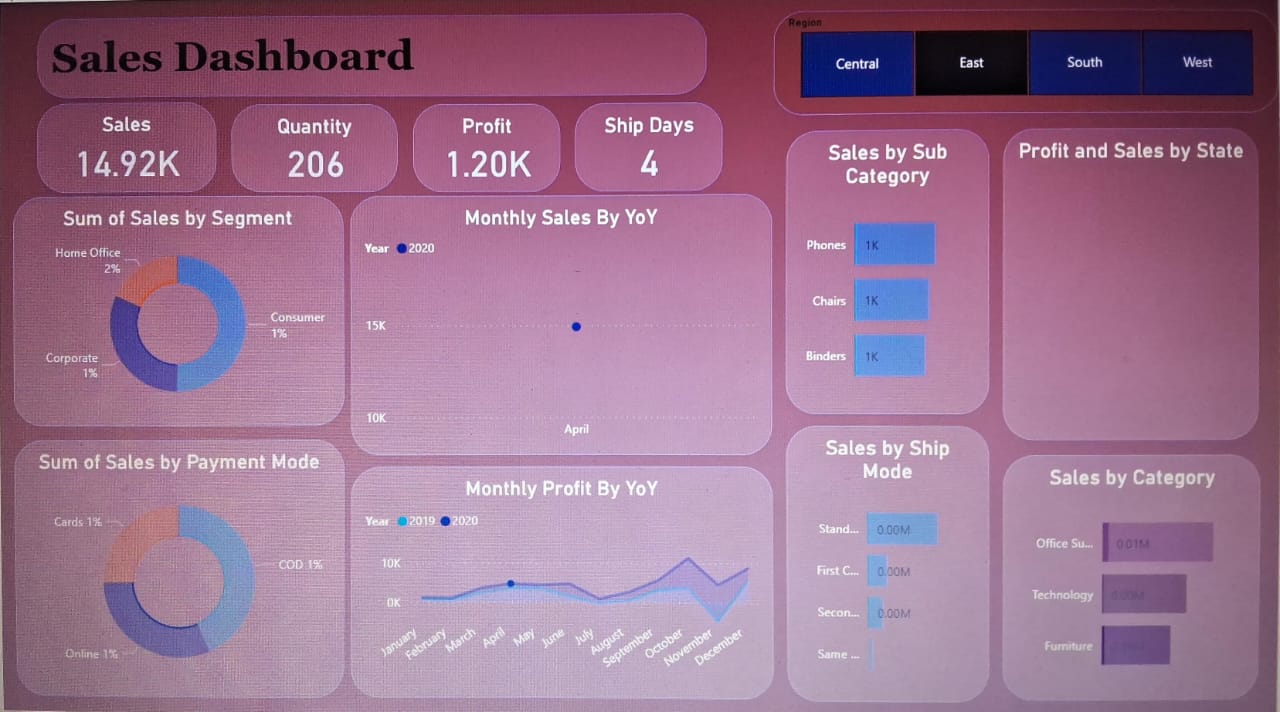 Sales Dashboard
Region
Central
East
South
West
Sales
14.92K
Quantity
206
Profit
1.20K
Ship Days
4
Sum of Sales by Segment
Home Office
2%
Consumer
1%
Corporate
1%
Monthly Sales By YoY
Year 2020
15K
10K
April
Sales by Sub
Category
Phones 1K
Chairs 1K
Binders 1K
Profit and Sales by State
Sum of Sales by Payment Mode
Cards 1%
COD 1%
Online 1%
Monthly Profit By YoY
Year 2019 2020
10K
0K
January
February
March
April
May
June
July
August
September
October
November
December
Sales by Ship
Mode
Stand... 0.00M
First C... 0.00M
Secon... 0.00M
Same ...
Sales by Category
Office Su... 0.01M
Technology 0.00M
Furniture